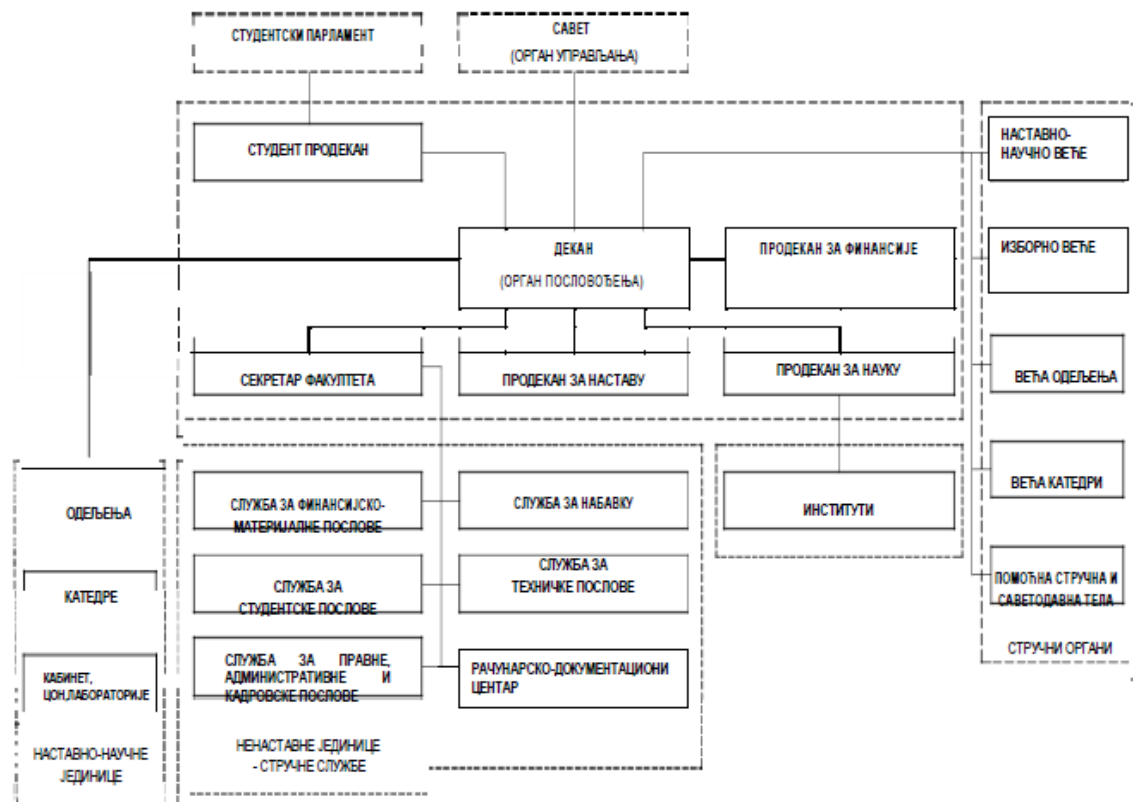 СТУДЕНТСКИ ПАРЛАМЕНТ
САВЕТ
(ОРГАН УПРАВЉАЊА)
СТУДЕНТ ПРОДЕКАН
НАСТАВНО-
НАУЧНО ВЕЋЕ
ДЕКАН
(ОРГАН ПОСЛОВОЂЕЊА)
ПРОДЕКАН ЗА ФИНАНСИЈЕ
ИЗБОРНО ВЕЋЕ
СЕКРЕТАР ФАКУЛТЕТА
ПРОДЕКАН ЗА НАСТАВУ
ПРОДЕКАН ЗА НАУКУ
ВЕЋА ОДЕЉЕЊА
ОДЕЉЕЊА
СЛУЖБА ЗА ФИНАНСИЈСКО-
МАТЕРИЈАЛНЕ ПОСЛОВЕ
СЛУЖБА ЗА НАБАВКУ
ИНСТИТУТИ
ВЕЋА КАТЕДРИ
КАТЕДРЕ
СЛУЖБА ЗА
СТУДЕНТСКЕ ПОСЛОВЕ
СЛУЖБА ЗА
ТЕХНИЧКЕ ПОСЛОВЕ
ПОМОЋНА СТРУЧНА И
САВЕТОДАВНА ТЕЛА
СТРУЧНИ ОРГАНИ
КАБИНЕТ,
ЦОН,ЛАБОРАТОРИЈЕ
СЛУЖБА ЗА ПРАВНЕ,
АДМИНИСТРАТИВНЕ И
КАДРОВСКЕ ПОСЛОВЕ
РАЧУНАРСКО-ДОКУМЕНТАЦИОНИ
ЦЕНТАР
НАСТАВНО-НАУЧНЕ
ЈЕДИНИЦЕ
НЕНАСТАВНЕ ЈЕДИНИЦЕ
- СТРУЧНЕ СЛУЖБЕ